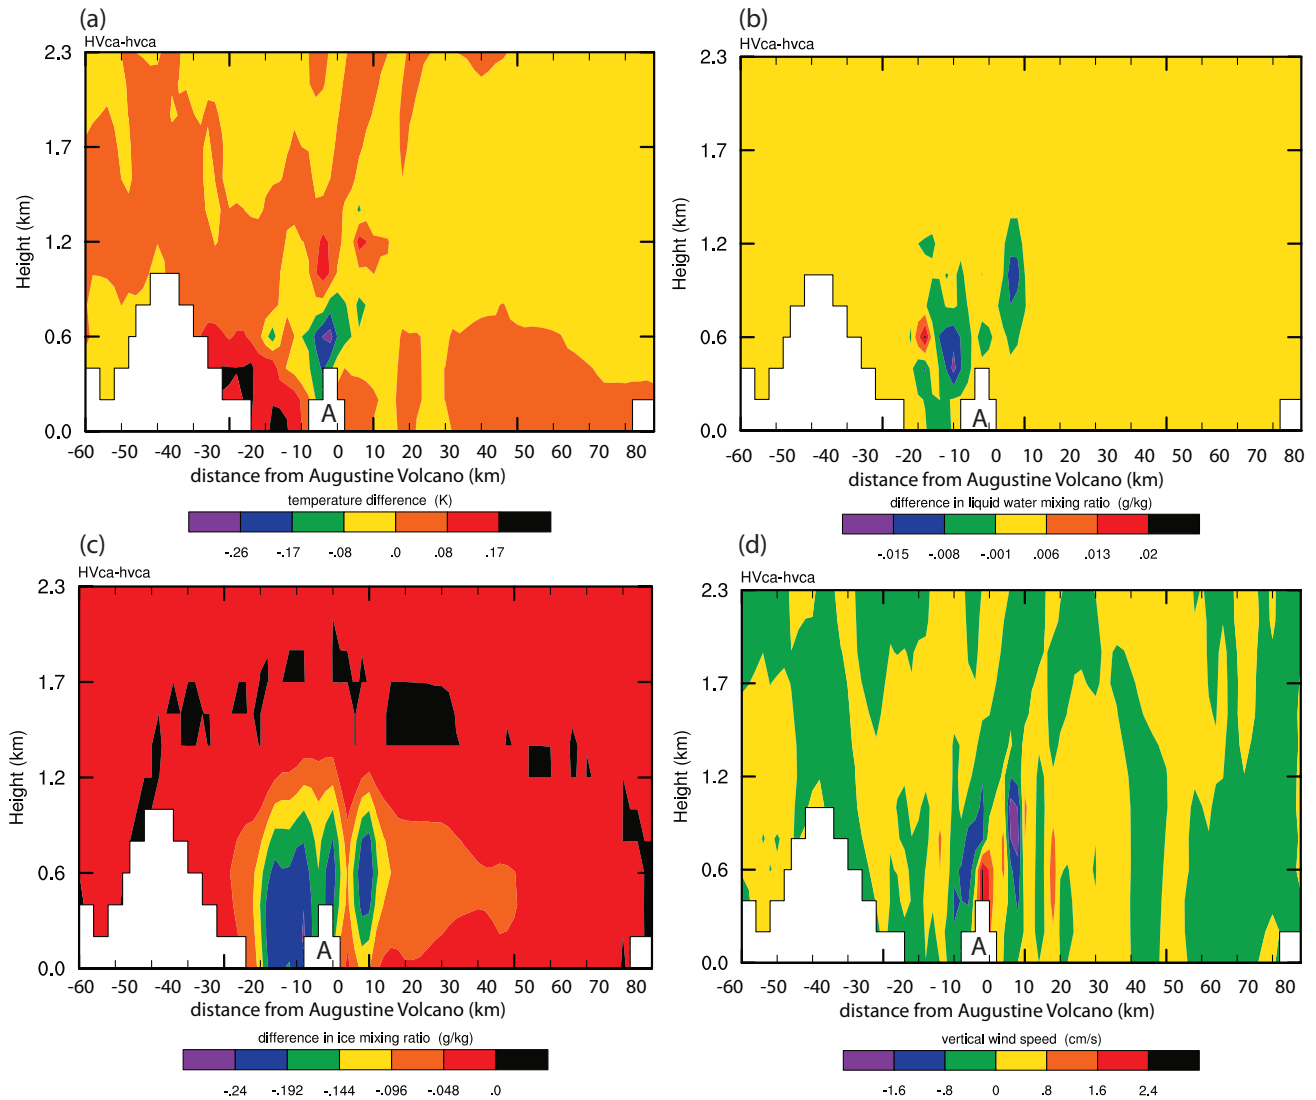 (a)
HVca-hvca
2.3
1.7
1.2
0.6
0.0
Height (km)
A
-60 -50 -40 -30 -20 -10 0 10 20 30 40 50 60 70 80
distance from Augustine Volcano (km)
temperature difference (K)
-.26 -.17 -.08 .0 .08 .17
(b)
HVca-hvca
2.3
1.7
1.2
0.6
0.0
Height (km)
A
-60 -50 -40 -30 -20 -10 0 10 20 30 40 50 60 70 80
distance from Augustine Volcano (km)
difference in liquid water mixing ratio (g/kg)
-.015 -.008 -.001 .006 .013 .02
(c)
HVca-hvca
2.3
1.7
1.2
0.6
0.0
Height (km)
A
-60 -50 -40 -30 -20 -10 0 10 20 30 40 50 60 70 80
distance from Augustine Volcano (km)
difference in ice mixing ratio (g/kg)
-.24 -.192 -.144 -.096 -.048 .0
(d)
HVca-hvca
2.3
1.7
1.2
0.6
0.0
Height (km)
A
-60 -50 -40 -30 -20 -10 0 10 20 30 40 50 60 70 80
distance from Augustine Volcano (km)
vertical wind speed (cm/s)
-1.6 -.8 0 .8 1.6 2.4